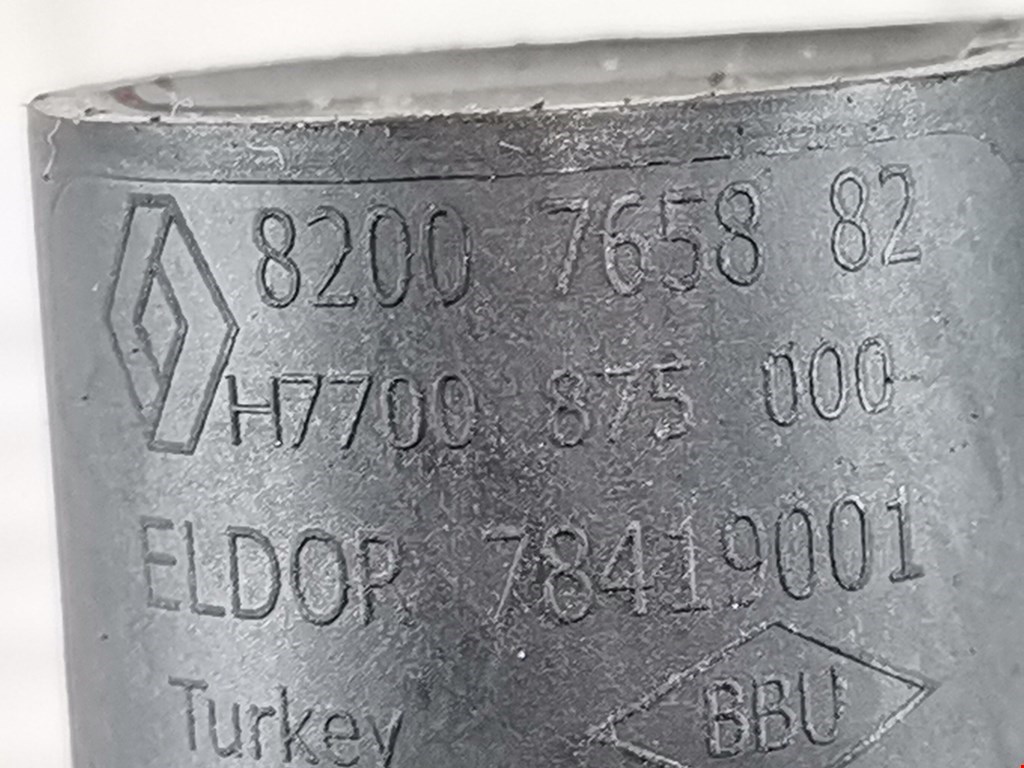 8200 7658 82
H7700 875 000
ELDOR 78419001
Turkey BBU